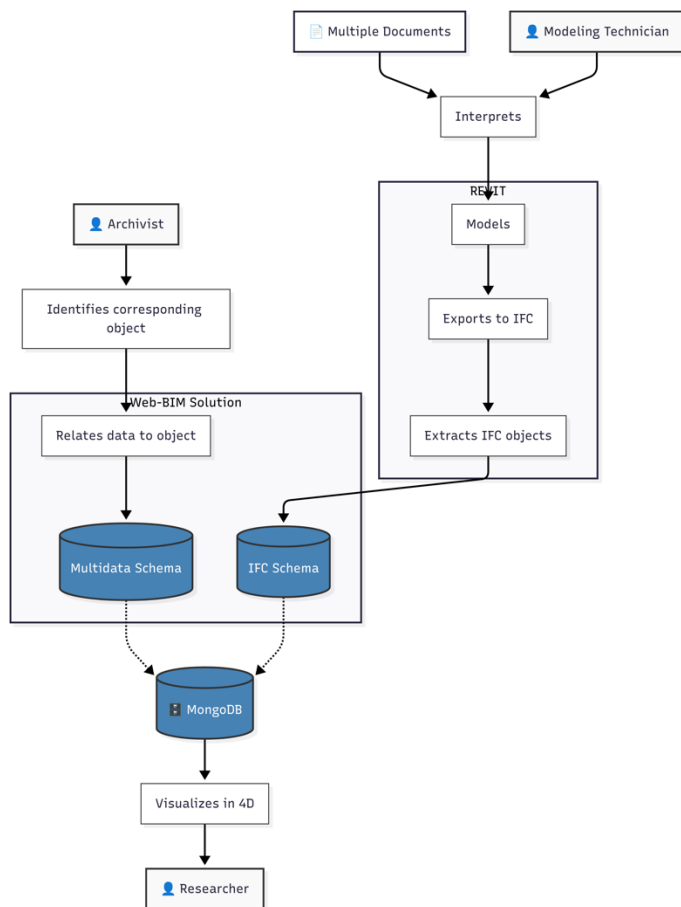 Multiple Documents
Modeling Technician
Interprets
REVIT
Models
Archivist
Identifies corresponding
object
Exports to IFC
Web-BIM Solution
Relates data to object
Extracts IFC objects
Multidata Schema
IFC Schema
MongoDB
Visualizes in 4D
Researcher